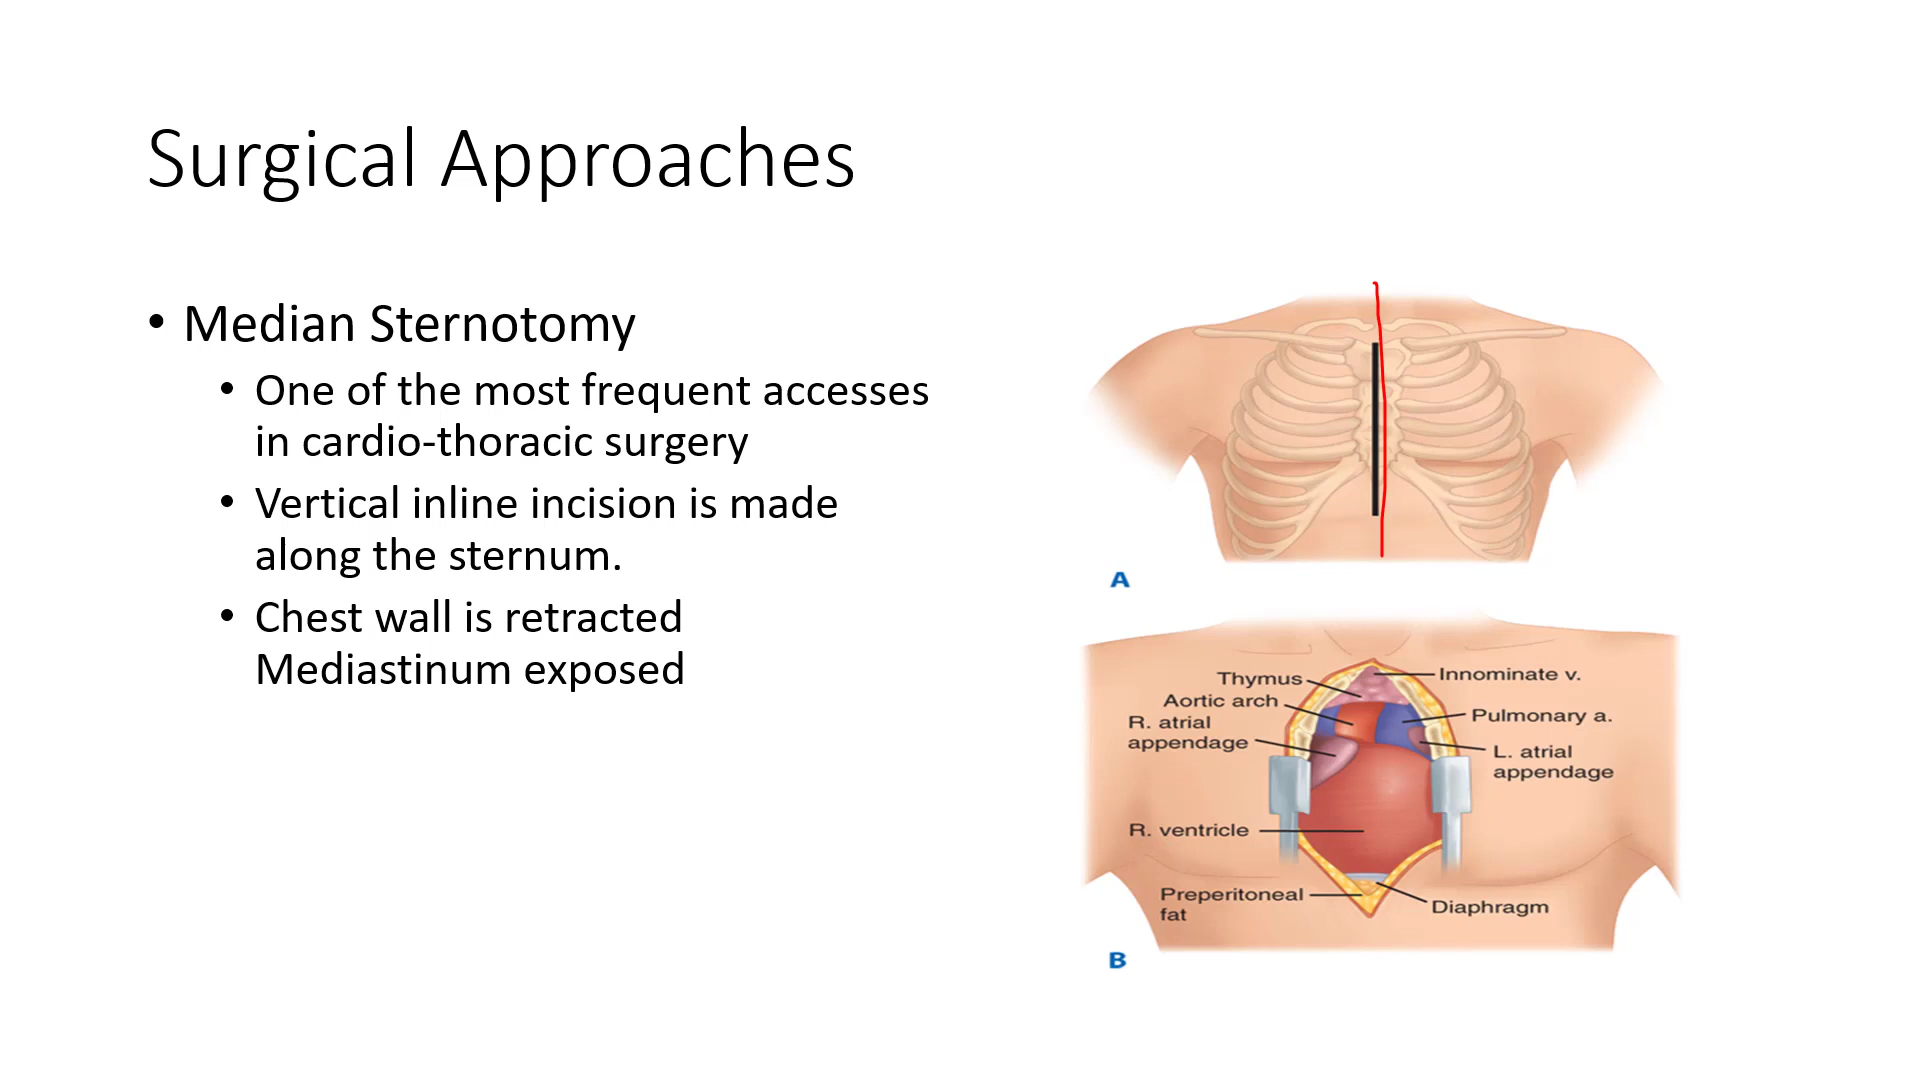 Surgical Approaches
• Median Sternotomy
• One of the most frequent accesses
in cardio-thoracic surgery
• Vertical inline incision is made
along the sternum.
• Chest wall is retracted
Mediastinum exposed
A
Thymus
Innominate v.
Aortic arch
Pulmonary a.
R. atrial
appendage
L. atrial
appendage
R. ventricle
Preperitoneal
fat
Diaphragm
B